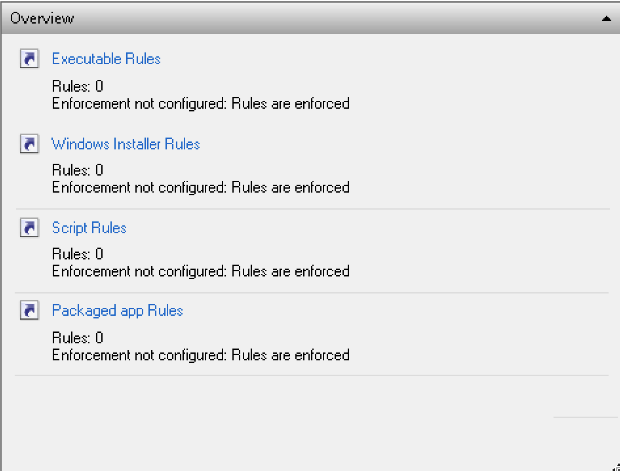 Overview
Executable Rules
Rules: 0
Enforcement not configured: Rules are enforced
Windows Installer Rules
Rules: 0
Enforcement not configured: Rules are enforced
Script Rules
Rules: 0
Enforcement not configured: Rules are enforced
Packaged app Rules
Rules: 0
Enforcement not configured: Rules are enforced